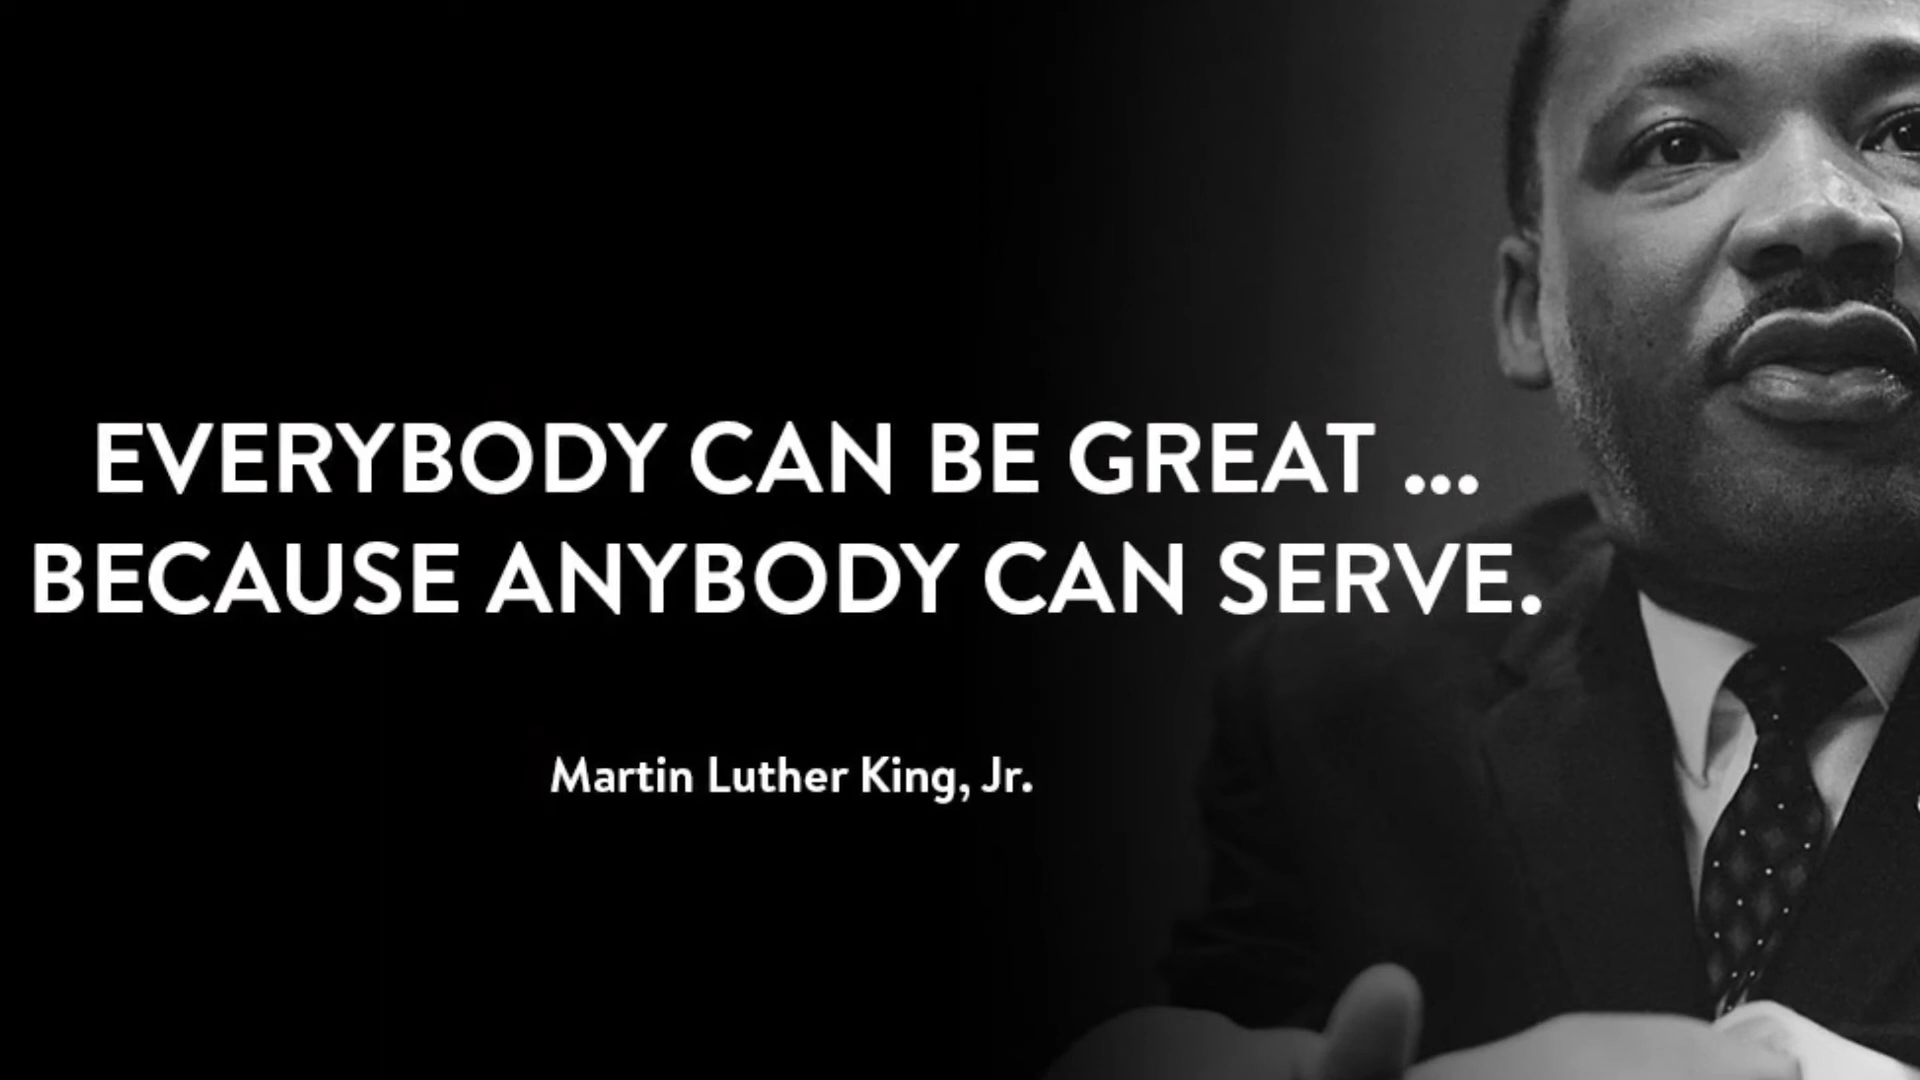 EVERYBODY CAN BE GREAT ...
BECAUSE ANYBODY CAN SERVE.
Martin Luther King, Jr.